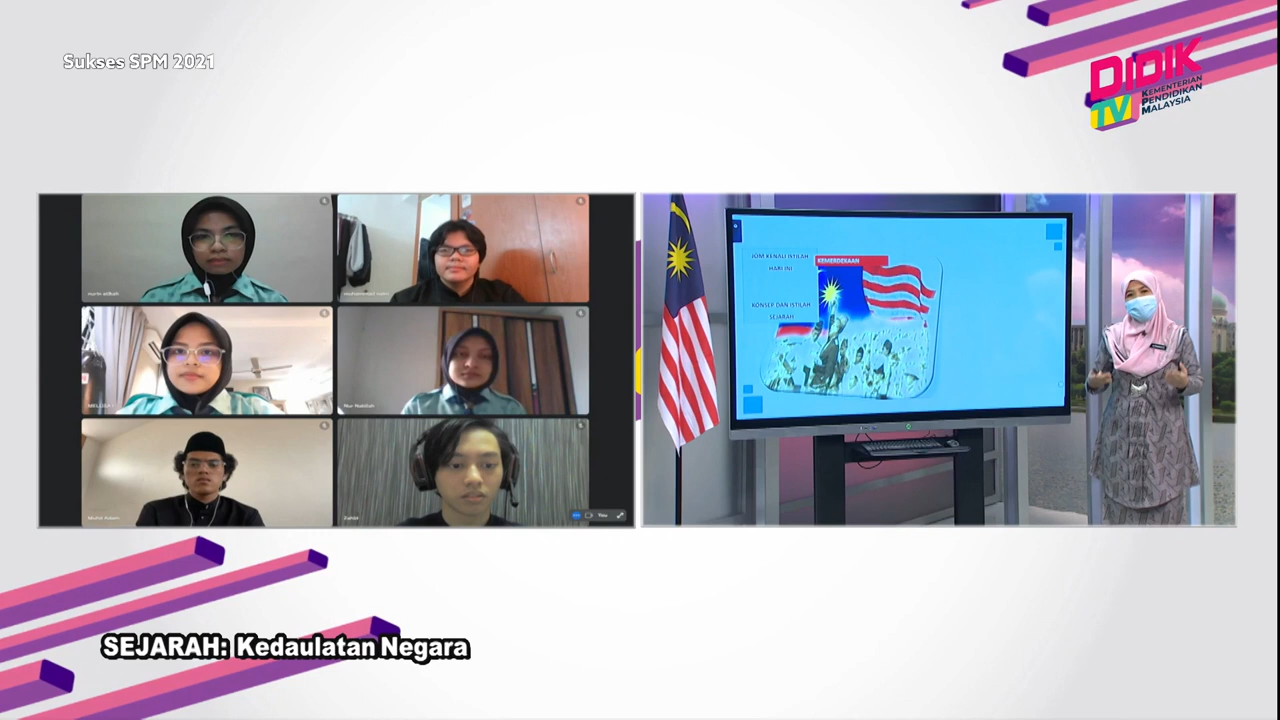 Sukses SPM 2021
DIDIK
TV
KEMENTERIAN
PENDIDIKAN
MALAYSIA
JOM KENALI ISTILAH
HARI INI
KEMERDEKAAN
KONSEP DAN ISTILAH
SEJARAH
You
SEJARAH: Kedaulatan Negara